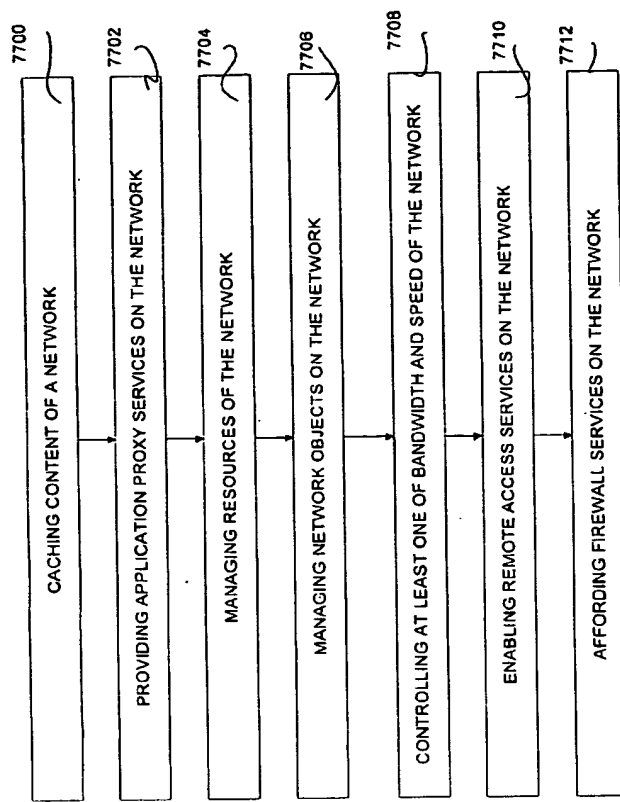 7700
CACHING CONTENT OF A NETWORK
7702
PROVIDING APPLICATION PROXY SERVICES ON THE NETWORK
7704
MANAGING RESOURCES OF THE NETWORK
7706
MANAGING NETWORK OBJECTS ON THE NETWORK
7708
CONTROLLING AT LEAST ONE OF BANDWIDTH AND SPEED OF THE NETWORK
7710
ENABLING REMOTE ACCESS SERVICES ON THE NETWORK
7712
AFFORDING FIREWALL SERVICES ON THE NETWORK